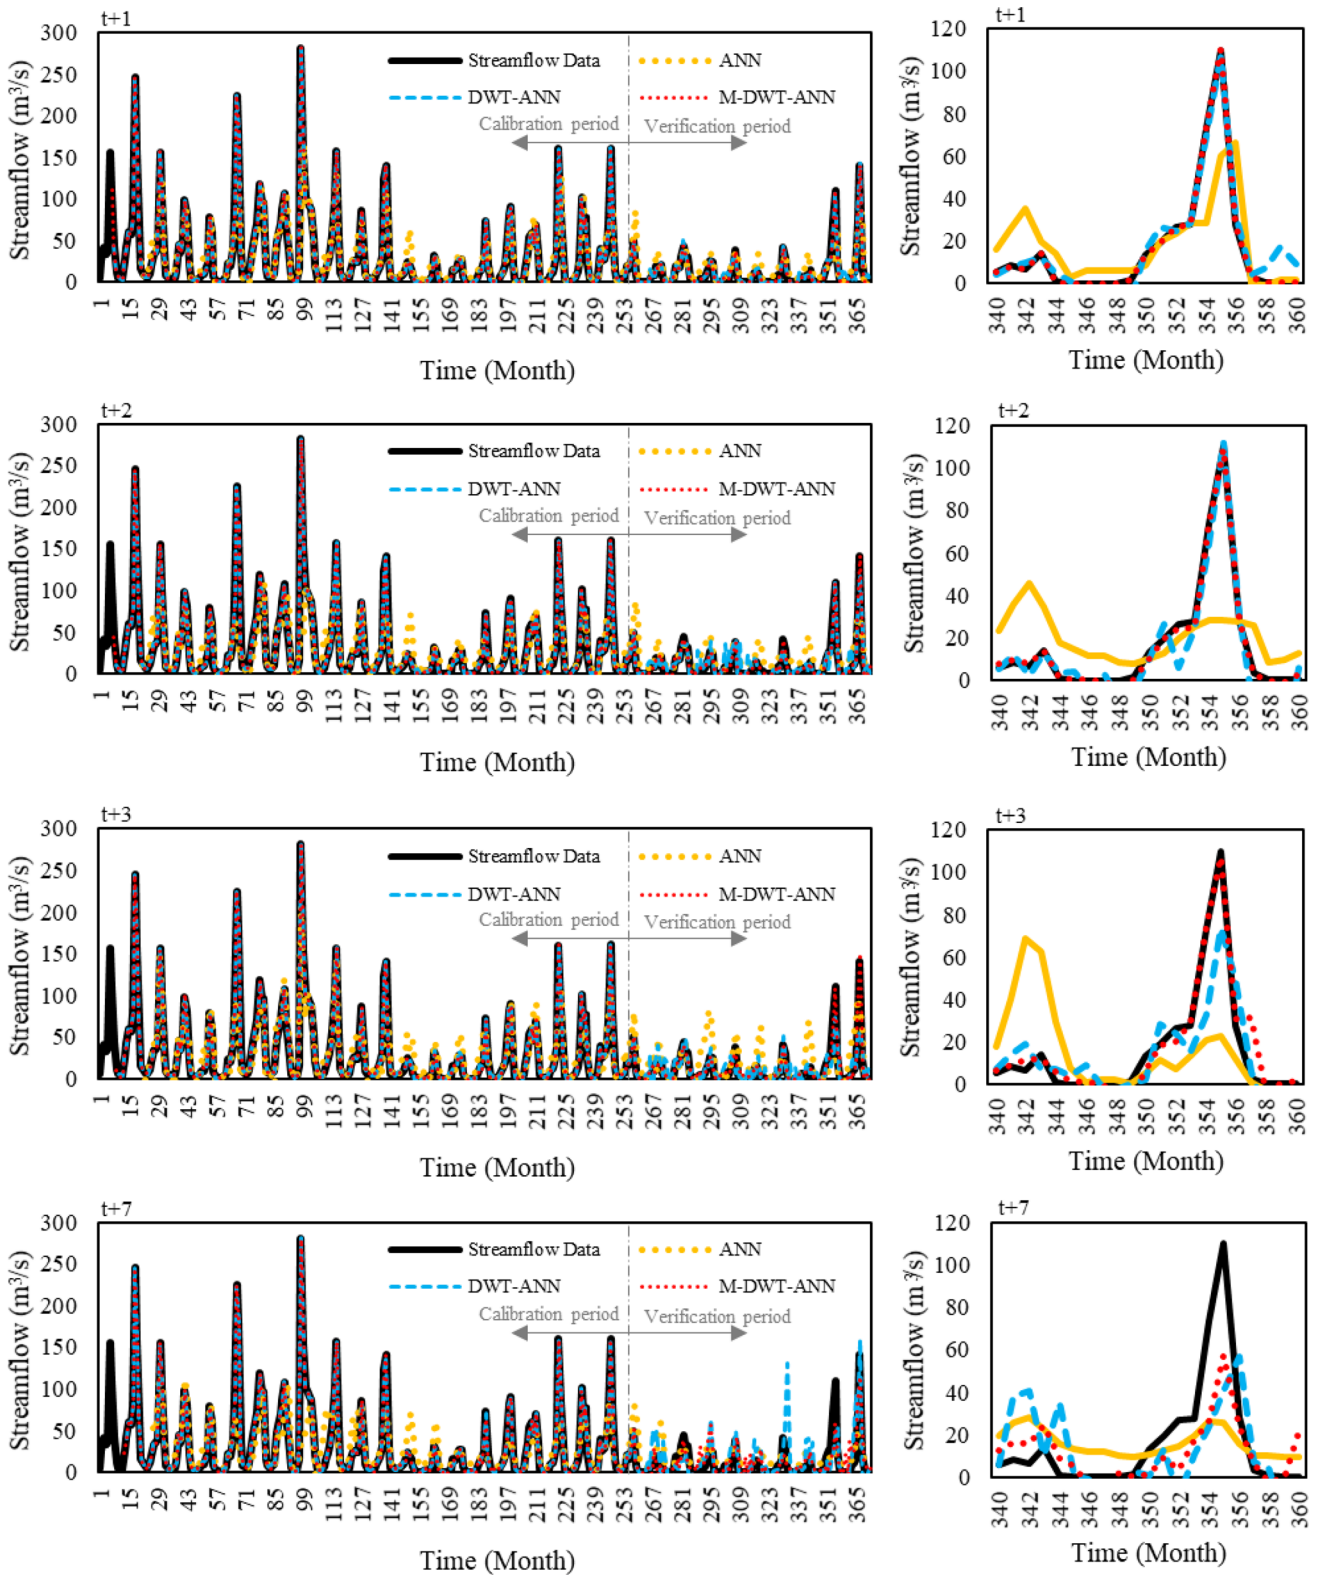 t+1
Streamflow (m³/s)
300
250
200
150
100
50
0
Streamflow Data
ANN
DWT-ANN
M-DWT-ANN
Calibration period
Verification period
1 15 29 43 57 71 85 99 113 127 141 155 169 183 197 211 225 239 253 267 281 295 309 323 337 351 365
Time (Month)
t+1
Streamflow (m³/s)
120
100
80
60
40
20
0
340 342 344 346 348 350 352 354 356 358 360
Time (Month)
t+2
Streamflow (m³/s)
300
250
200
150
100
50
0
Streamflow Data
ANN
DWT-ANN
M-DWT-ANN
Calibration period
Verification period
1 15 29 43 57 71 85 99 113 127 141 155 169 183 197 211 225 239 253 267 281 295 309 323 337 351 365
Time (Month)
t+2
Streamflow (m³/s)
120
100
80
60
40
20
0
340 342 344 346 348 350 352 354 356 358 360
Time (Month)
t+3
Streamflow (m³/s)
300
250
200
150
100
50
0
Streamflow Data
ANN
DWT-ANN
M-DWT-ANN
Calibration period
Verification period
1 15 29 43 57 71 85 99 113 127 141 155 169 183 197 211 225 239 253 267 281 295 309 323 337 351 365
Time (Month)
t+3
Streamflow (m³/s)
120
100
80
60
40
20
0
340 342 344 346 348 350 352 354 356 358 360
Time (Month)
t+7
Streamflow (m³/s)
300
250
200
150
100
50
0
Streamflow Data
ANN
DWT-ANN
M-DWT-ANN
Calibration period
Verification period
1 15 29 43 57 71 85 99 113 127 141 155 169 183 197 211 225 239 253 267 281 295 309 323 337 351 365
Time (Month)
t+7
Streamflow (m³/s)
120
100
80
60
40
20
0
340 342 344 346 348 350 352 354 356 358 360
Time (Month)